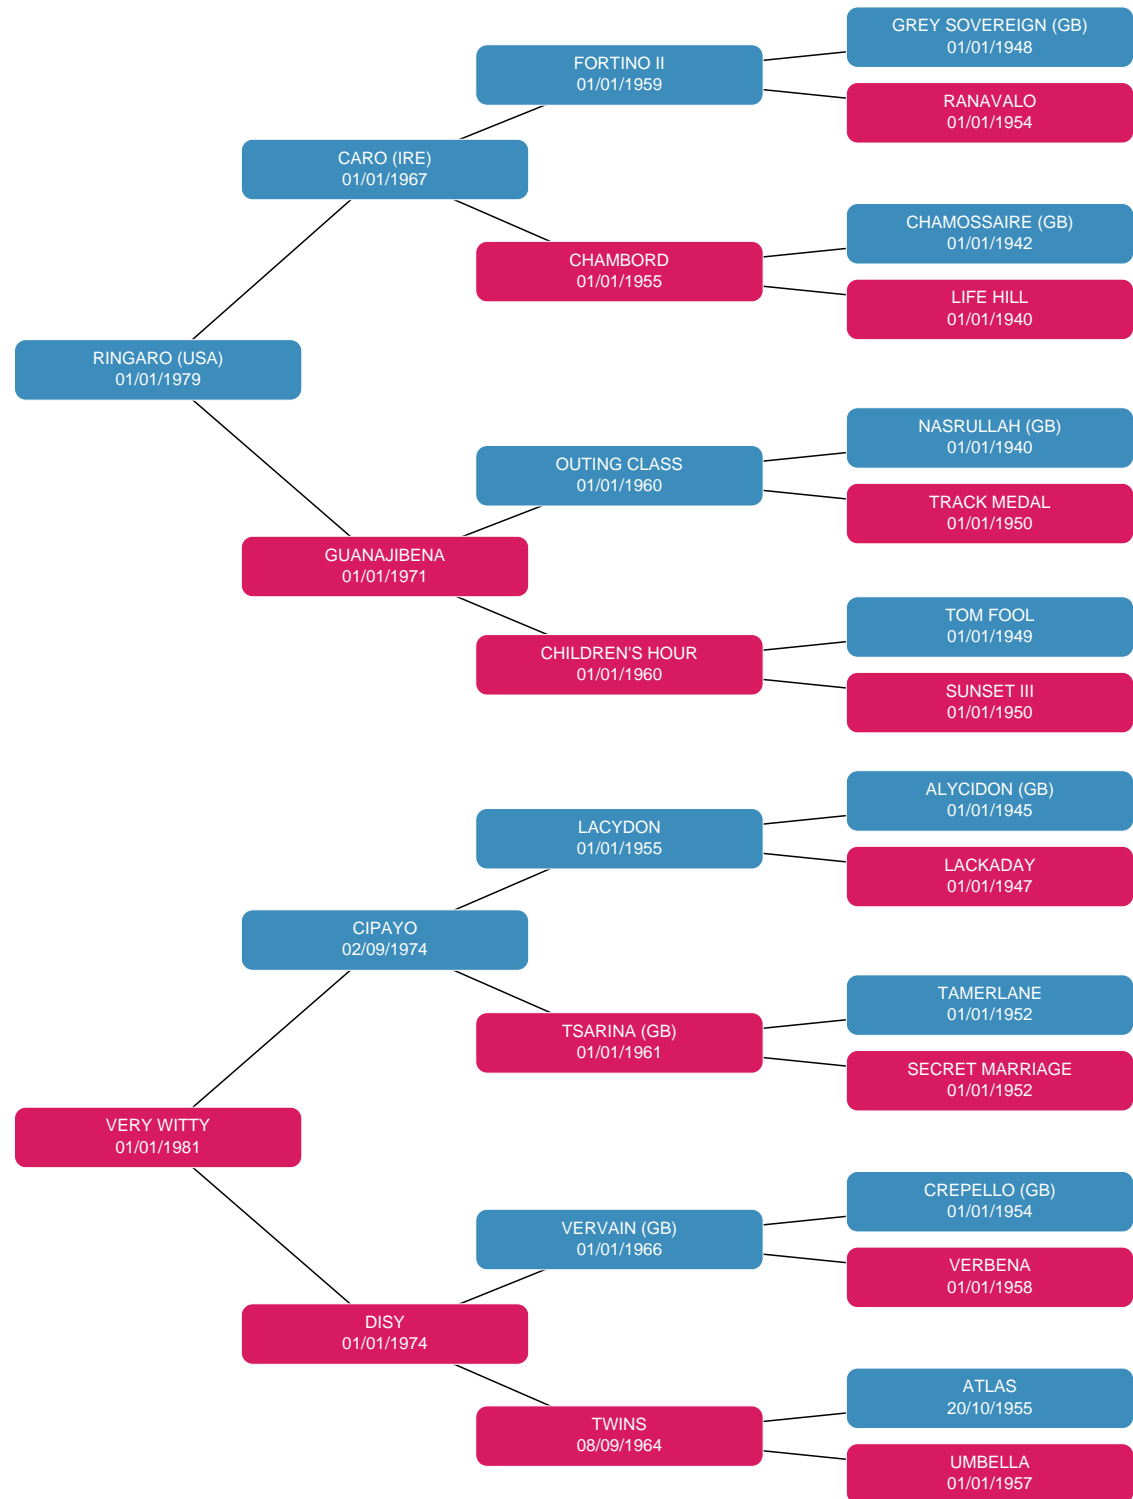 GREY SOVEREIGN (GB)
01/01/1948
FORTINO II
01/01/1959
RANAVALO
01/01/1954
CARO (IRE)
01/01/1967
CHAMOSSAIRE (GB)
01/01/1942
CHAMBORD
01/01/1955
LIFE HILL
01/01/1940
RINGARO (USA)
01/01/1979
NASRULLAH (GB)
01/01/1940
OUTING CLASS
01/01/1960
TRACK MEDAL
01/01/1950
GUANAJIBENA
01/01/1971
TOM FOOL
01/01/1949
CHILDREN'S HOUR
01/01/1960
SUNSET III
01/01/1950
ALYCIDON (GB)
01/01/1945
LACYDON
01/01/1955
LACKADAY
01/01/1947
CIPAYO
02/09/1974
TAMERLANE
01/01/1952
TSARINA (GB)
01/01/1961
SECRET MARRIAGE
01/01/1952
VERY WITTY
01/01/1981
CREPELLO (GB)
01/01/1954
VERVAIN (GB)
01/01/1966
VERBENA
01/01/1958
DISY
01/01/1974
ATLAS
20/10/1955
TWINS
08/09/1964
UMBELLA
01/01/1957